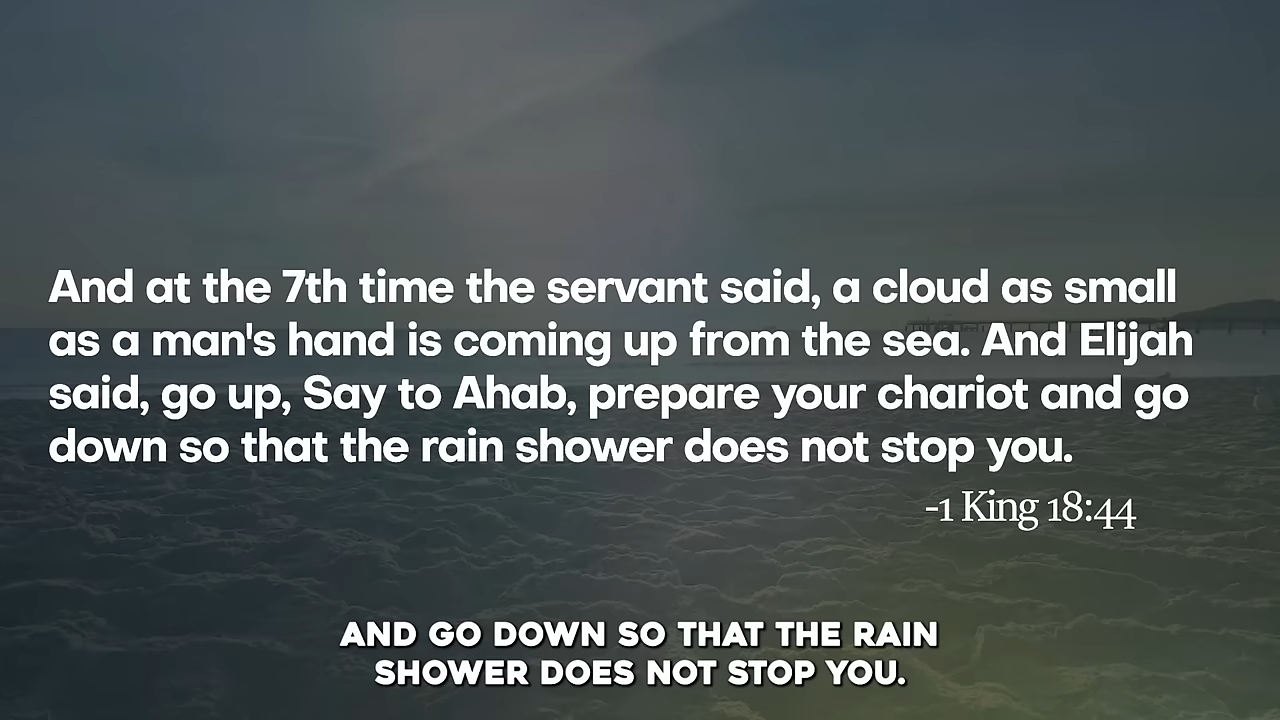 And at the 7th time the servant said, a cloud as small
as a man's hand is coming up from the sea. And Elijah
said, go up, Say to Ahab, prepare your chariot and go
down so that the rain shower does not stop you.
-1 King 18:44
AND GO DOWN SO THAT THE RAIN
SHOWER DOES NOT STOP YOU.